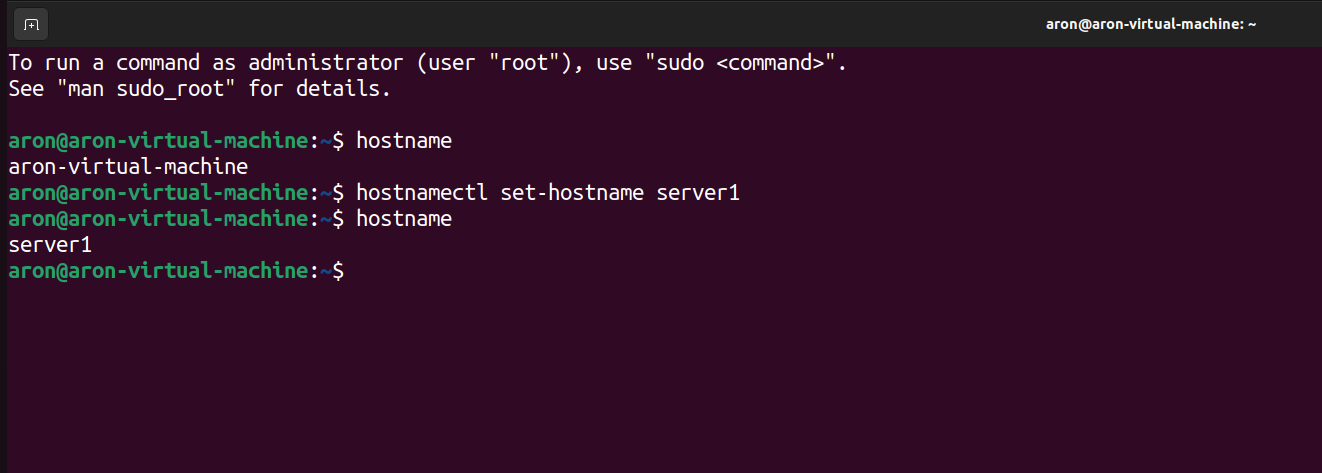 aron@aron-virtual-machine: ~
To run a command as administrator (user "root"), use "sudo <command>".
See "man sudo_root" for details.
aron@aron-virtual-machine:~$ hostname
aron-virtual-machine
aron@aron-virtual-machine:~$ hostnamectl set-hostname server1
aron@aron-virtual-machine:~$ hostname
server1
aron@aron-virtual-machine:~$